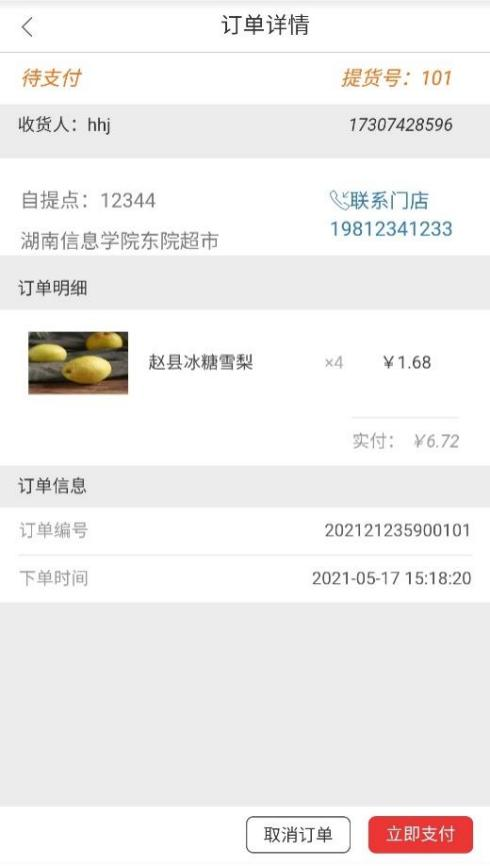 订单详情
待支付 提货号：101
收货人：hhj 17307428596
自提点：12344 联系门店
湖南信息学院东院超市 19812341233
订单明细
赵县冰糖雪梨 ×4 ￥1.68
实付： ￥6.72
订单信息
订单编号 202121235900101
下单时间 2021-05-17 15:18:20
取消订单 立即支付